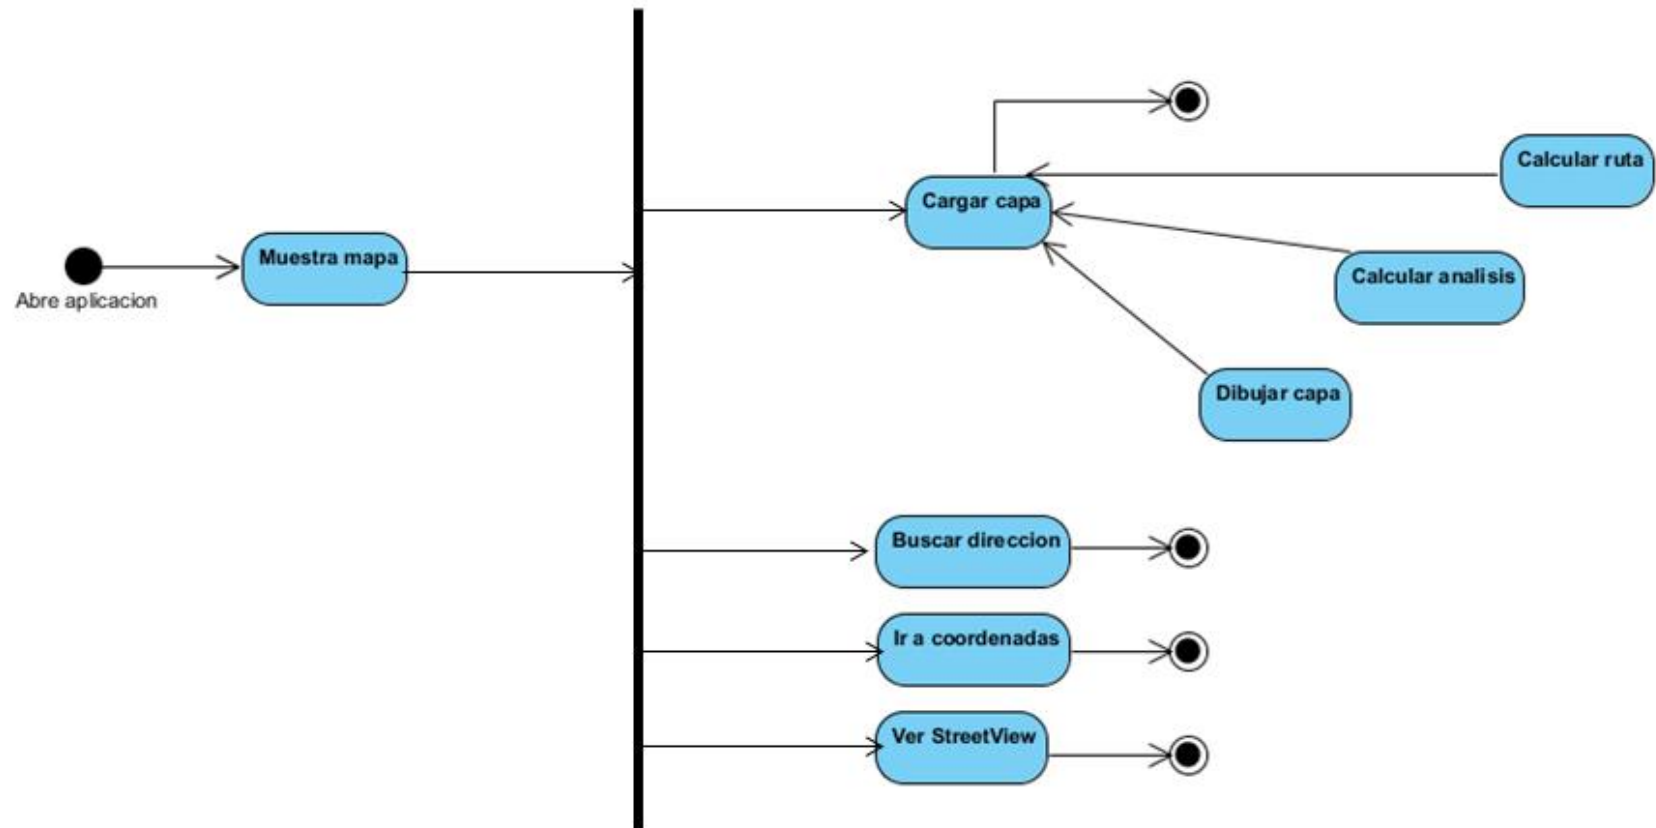 Abre aplicacion
Muestra mapa
Cargar capa
Calcular ruta
Calcular analisis
Dibujar capa
Buscar direccion
Ir a coordenadas
Ver StreetView